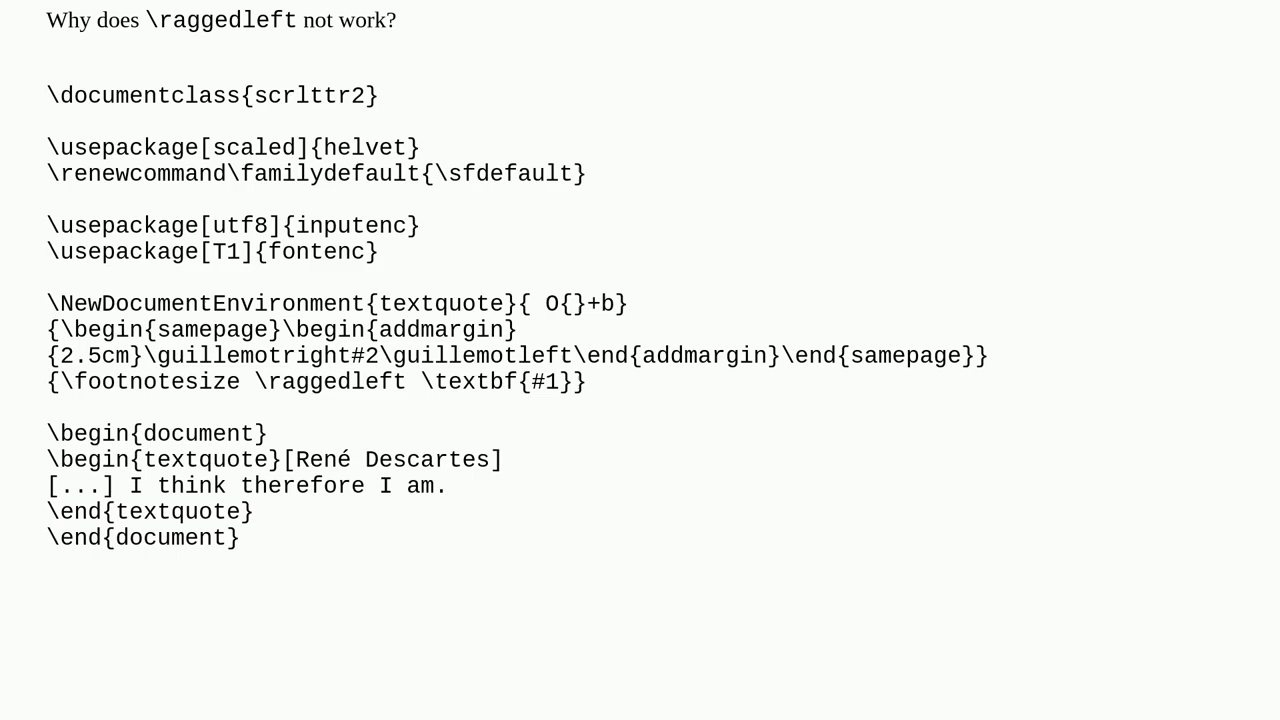 Why does \raggedleft not work?
\documentclass{scrlttr2}
\usepackage[scaled]{helvet}
\renewcommand\familydefault{\sfdefault}
\usepackage[utf8]{inputenc}
\usepackage[T1]{fontenc}
\NewDocumentEnvironment{textquote}{ O{}+b}
{\begin{samepage}\begin{addmargin}
{2.5cm}\guillemotright#2\guillemotleft\end{addmargin}\end{samepage}}
{\footnotesize \raggedleft \textbf{#1}}
\begin{document}
\begin{textquote}[René Descartes]
[...] I think therefore I am.
\end{textquote}
\end{document}